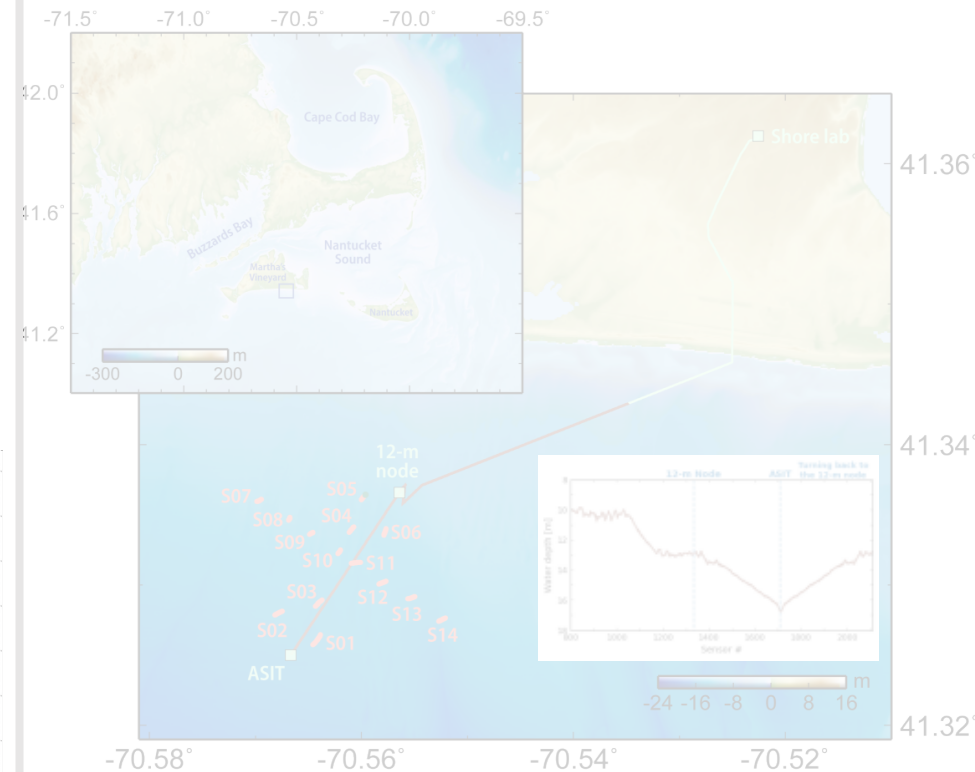 -71.5° -71.0° -70.5° -70.0° -69.5°
42.0°
41.6°
41.2°
Cape Cod Bay
Buzzards Bay
Nantucket
Sound
Martha's
Vineyard
Nantucket
m
-300 0 200
Shore lab
41.36°
41.34°
41.32°
12-m
node
S07
S05
S08
S04
S09
S06
S10
S11
S03
S12
S13
S02
S14
S01
ASIT
12-m Node ASIT Turning back to
the 12-m node
Water depth [m]
8
10
12
14
16
18
800 1000 1200 1400 1600 1800 2000
Sensor #
m
-24 -16 -8 0 8 16
-70.58° -70.56° -70.54° -70.52°